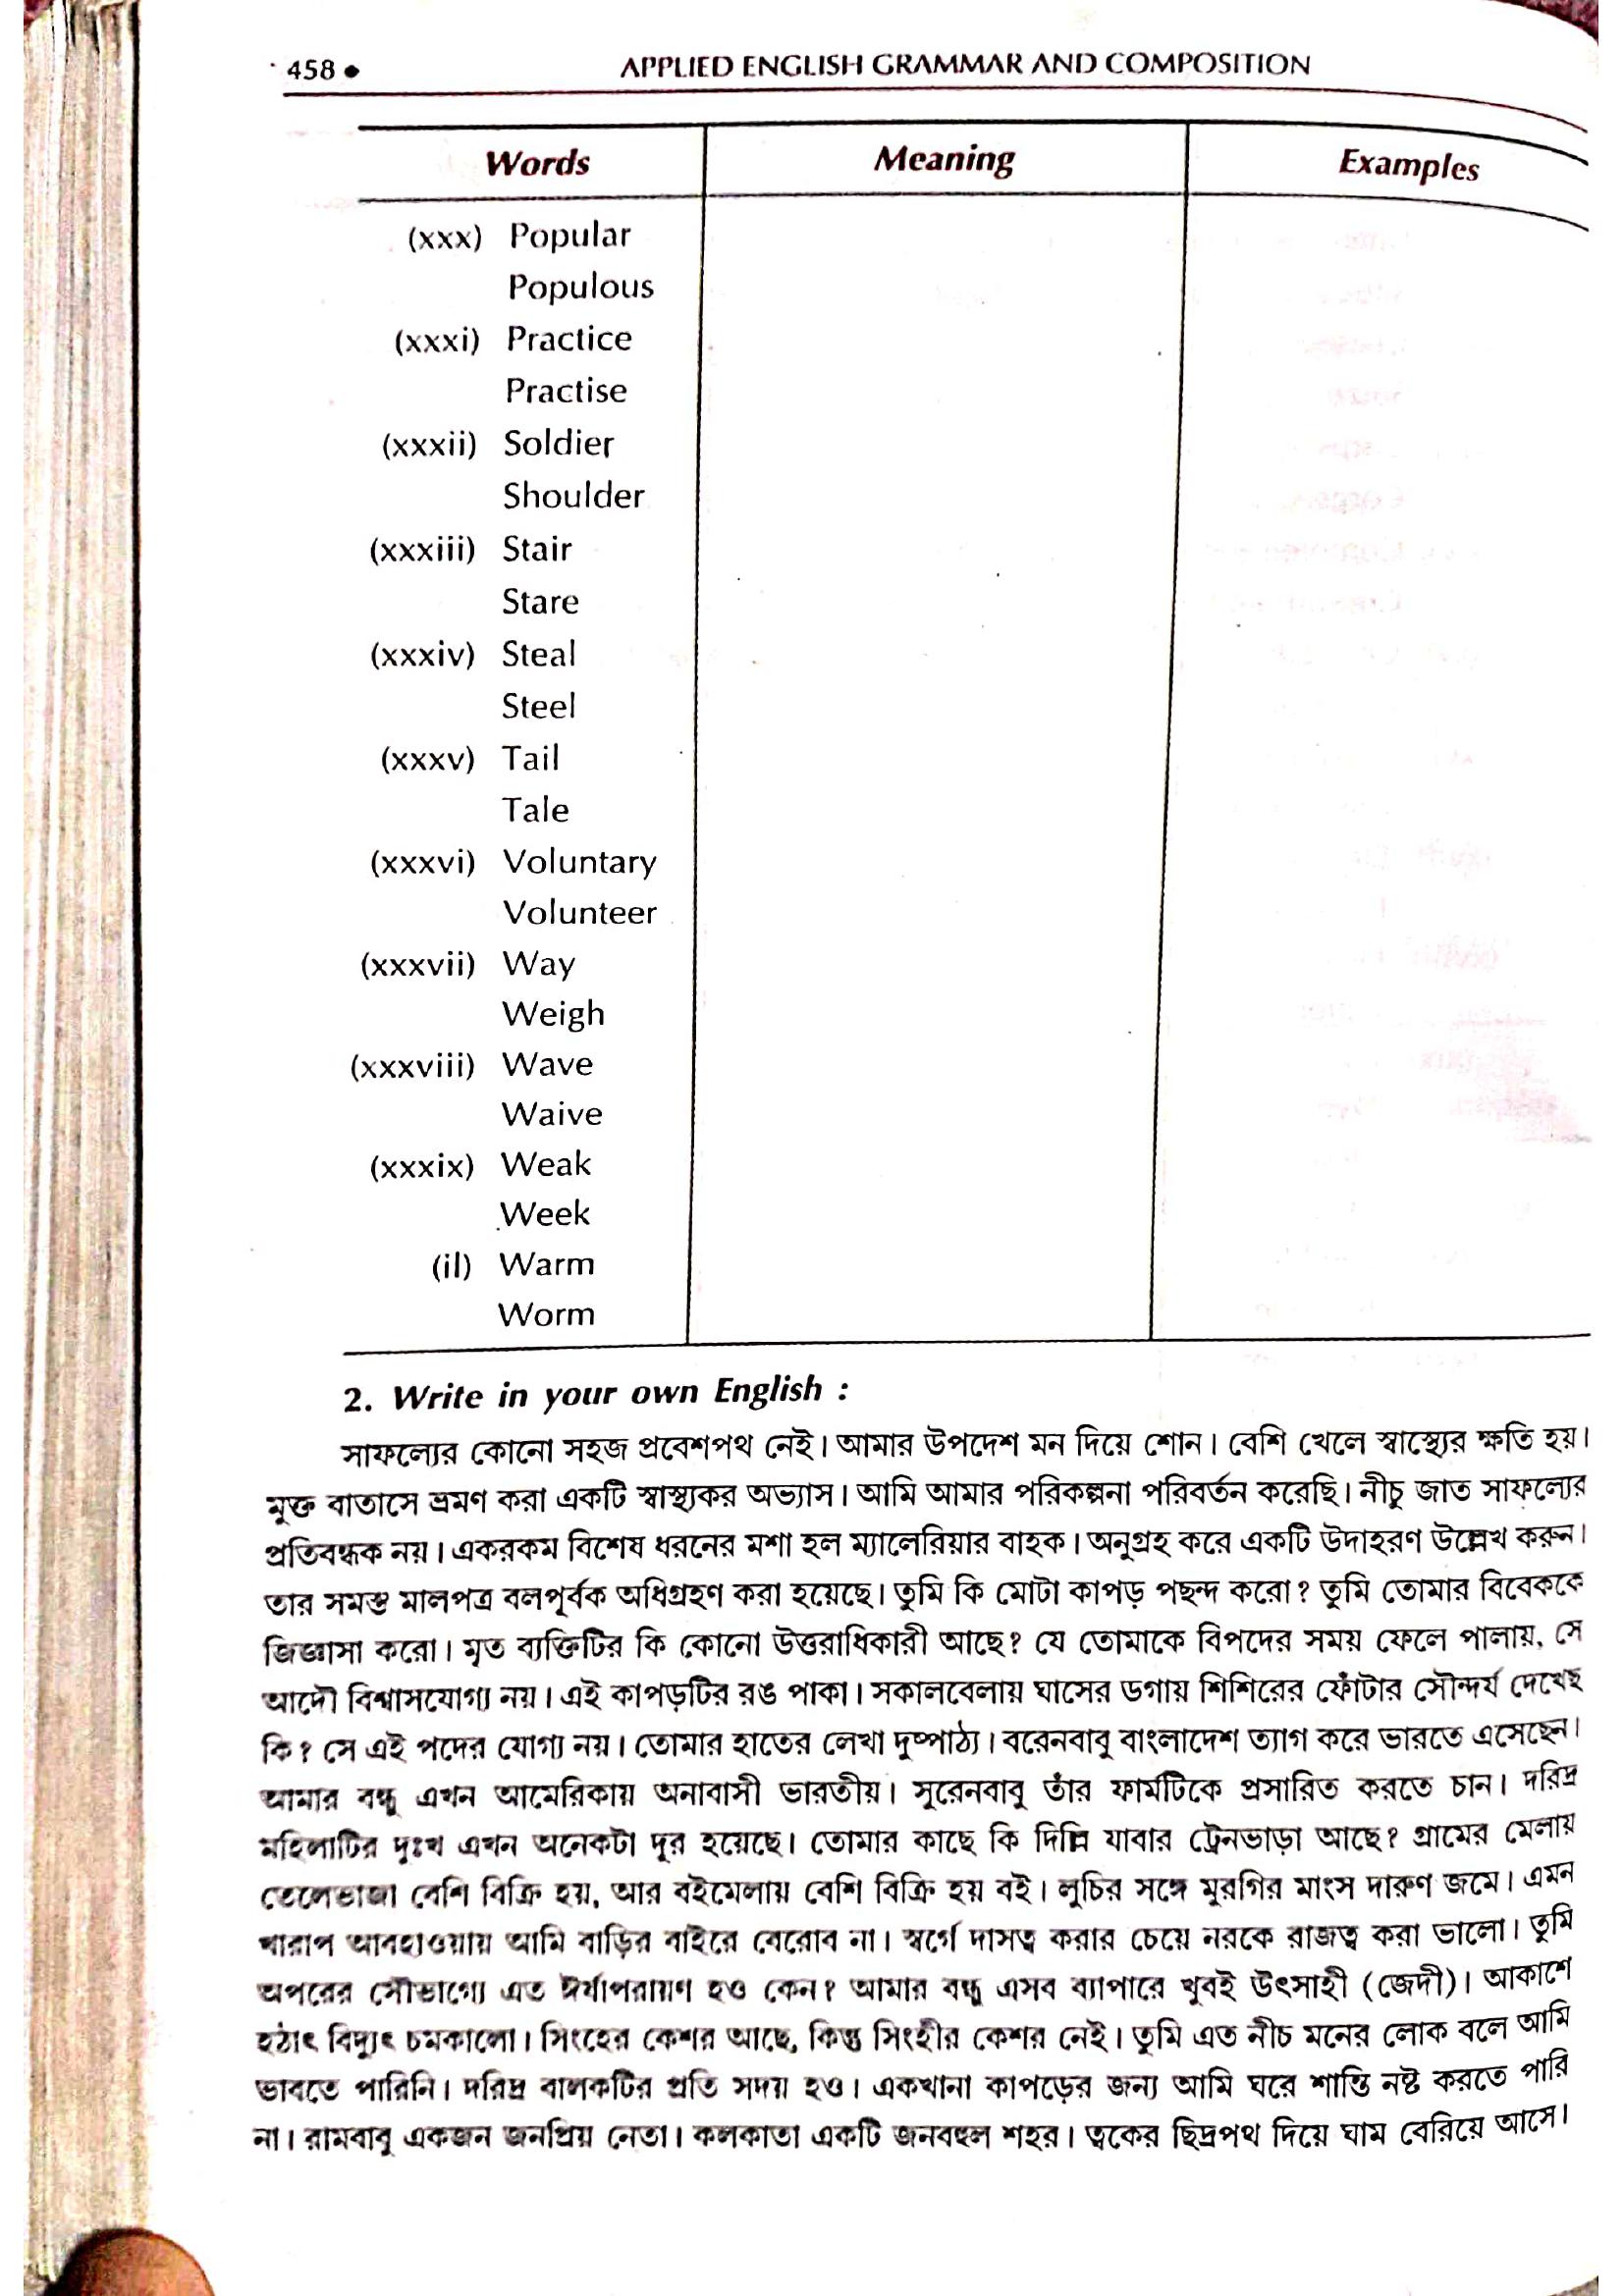 458 • APPLIED ENGLISH GRAMMAR AND COMPOSITION
Words Meaning Examples
(xxx) Popular
Populous
(xxxi) Practice
Practise
(xxxii) Soldier
Shoulder
(xxxiii) Stair
Stare
(xxxiv) Steal
Steel
(xxxv) Tail
Tale
(xxxvi) Voluntary
Volunteer
(xxxvii) Way
Weigh
(xxxviii) Wave
Waive
(xxxix) Weak
Week
(il) Warm
Worm
2. Write in your own English :
সাফল্যের কোনো সহজ প্রবেশপথ নেই। আমার উপদেশ মন দিয়ে শোন। বেশি খেলে স্বাস্থ্যের ক্ষতি হয়।
মুক্ত বাতাসে ভ্রমণ করা একটি স্বাস্থ্যকর অভ্যাস। আমি আমার পরিকল্পনা পরিবর্তন করেছি। নীচু জাত সাফল্যের
প্রতিবন্ধক নয়। একরকম বিশেষ ধরনের মশা হল ম্যালেরিয়ার বাহক। অনুগ্রহ করে একটি উদাহরণ উল্লেখ করুন।
তার সমস্ত মালপত্র বলপূর্বক অধিগ্রহণ করা হয়েছে। তুমি কি মোটা কাপড় পছন্দ করো? তুমি তোমার বিবেককে
জিজ্ঞাসা করো। মৃত ব্যক্তিটির কি কোনো উত্তরাধিকারী আছে? যে তোমাকে বিপদের সময় ফেলে পালায়, সে
আদৌ বিশ্বাসযোগ্য নয়। এই কাপড়টির রঙ পাকা। সকালবেলায় ঘাসের ডগায় শিশিরের ফোঁটার সৌন্দর্য দেখেছ
কি? সে এই পদের যোগ্য নয়। তোমার হাতের লেখা দুষ্পাঠ্য। বরেনবাবু বাংলাদেশ ত্যাগ করে ভারতে এসেছেন।
আমার বন্ধু এখন আমেরিকায় অনাবাসী ভারতীয়। সুরেনবাবু তাঁর ফার্মটিকে প্রসারিত করতে চান। দরিদ্র
মহিলাটির দুঃখ এখন অনেকটা দূর হয়েছে। তোমার কাছে কি দিল্লি যাবার ট্রেনভাড়া আছে? গ্রামের মেলায়
তেলেভাজা বেশি বিক্রি হয়, আর বইমেলায় বেশি বিক্রি হয় বই। লুচির সঙ্গে মুরগির মাংস দারুণ জমে। এমন
খারাপ আবহাওয়ায় আমি বাড়ির বাইরে বেরোব না। স্বর্গে দাসত্ব করার চেয়ে নরকে রাজত্ব করা ভালো। তুমি
অপরের সৌভাগ্যে এত ঈর্ষাপরায়ণ হও কেন? আমার বন্ধু এসব ব্যাপারে খুবই উৎসাহী (জেদী)। আকাশে
হঠাৎ বিদ্যুৎ চমকালো। সিংহের কেশর আছে, কিন্তু সিংহীর কেশর নেই। তুমি এত নীচ মনের লোক বলে আমি
ভাবতে পারিনি। দরিদ্র বালকটির প্রতি সদয় হও। একখানা কাপড়ের জন্য আমি ঘরে শান্তি নষ্ট করতে পারি
না। রামবাবু একজন জনপ্রিয় নেতা। কলকাতা একটি জনবহুল শহর। ত্বকের ছিদ্রপথ দিয়ে ঘাম বেরিয়ে আসে।